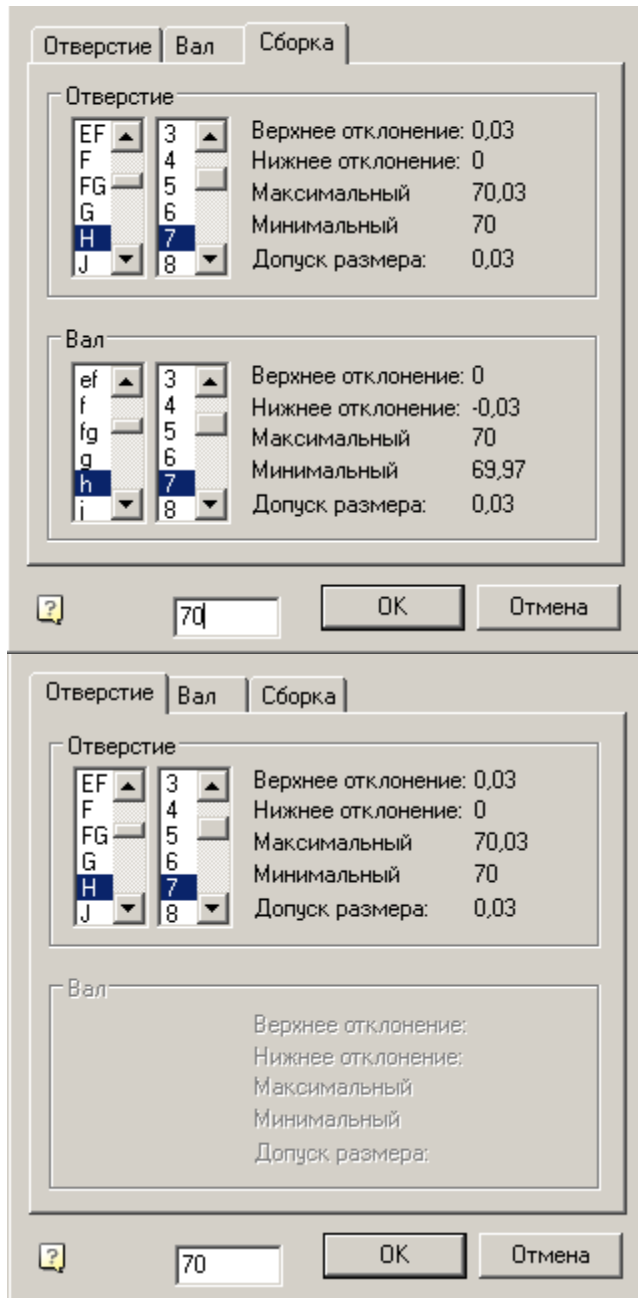 Отверстие Вал Сборка
Отверстие
EF 3 Верхнее отклонение: 0,03
F 4 Нижнее отклонение: 0
FG 5 Максимальный 70,03
G 6 Минимальный 70
H 7 Допуск размера: 0,03
J 8
Вал
ef 3 Верхнее отклонение: 0
f 4 Нижнее отклонение: -0,03
fg 5 Максимальный 70
g 6 Минимальный 69,97
h 7 Допуск размера: 0,03
j 8
? 70 OK Отмена
Отверстие Вал Сборка
Отверстие
EF 3 Верхнее отклонение: 0,03
F 4 Нижнее отклонение: 0
FG 5 Максимальный 70,03
G 6 Минимальный 70
H 7 Допуск размера: 0,03
J 8
Вал
Верхнее отклонение:
Нижнее отклонение:
Максимальный
Минимальный
Допуск размера:
? 70 OK Отмена